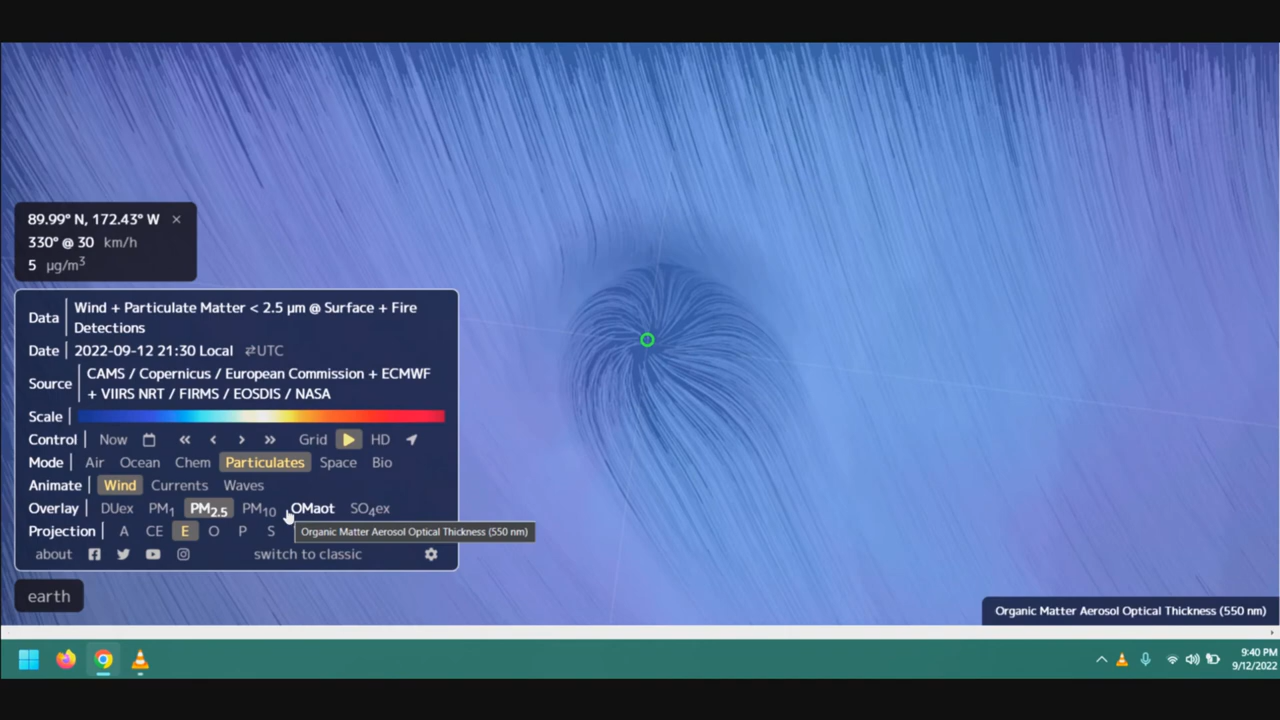 89.99° N, 172.43° W ×
330° @ 30 km/h
5 µg/m³
Data | Wind + Particulate Matter < 2.5 µm @ Surface + Fire
Detections
Date | 2022-09-12 21:30 Local ⇄UTC
Source | CAMS / Copernicus / European Commission + ECMWF
+ VIIRS NRT / FIRMS / EOSDIS / NASA
Scale |
Control | Now « ‹ › » Grid HD
Mode | Air Ocean Chem Particulates Space Bio
Animate | Wind Currents Waves
Overlay | DUex PM₁ PM₂.₅ PM₁₀ OMaot SO₄ex
Projection | A CE E O P S
Organic Matter Aerosol Optical Thickness (550 nm)
about switch to classic
earth
Organic Matter Aerosol Optical Thickness (550 nm)
9:40 PM
9/12/2022